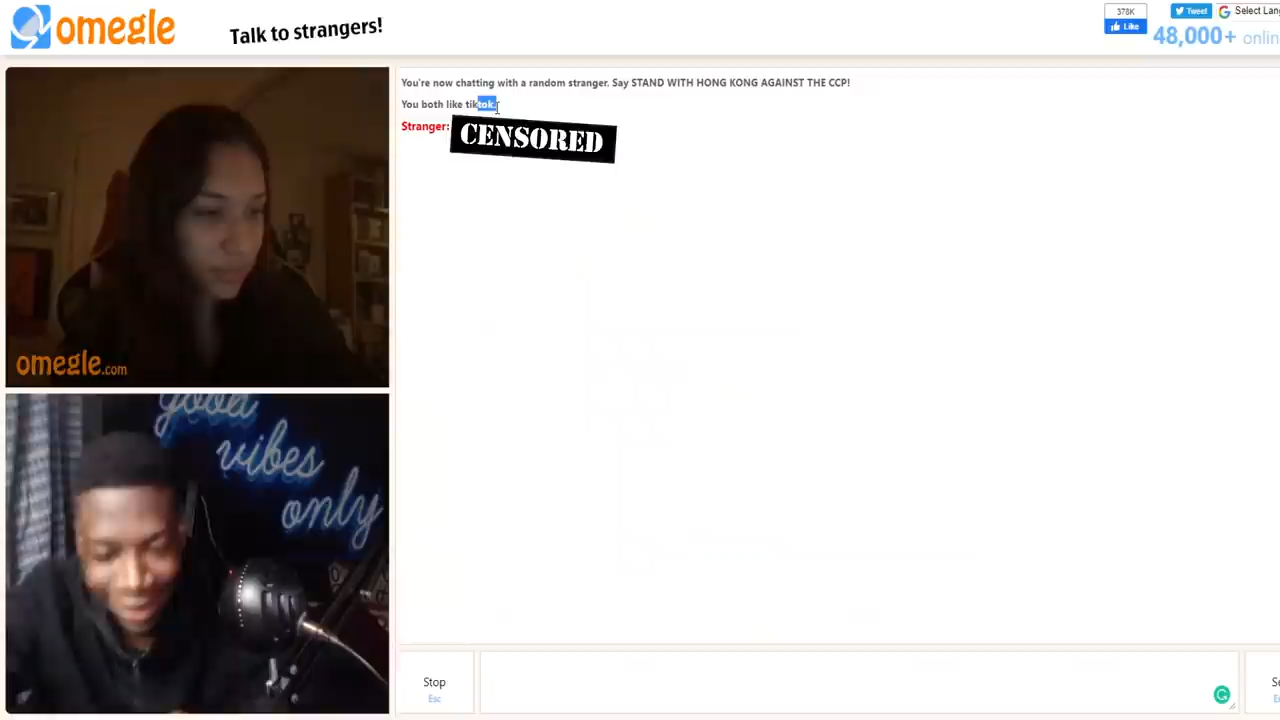 omegle
Talk to strangers!
378K
Like
Tweet
Select Lang
48,000+ onlin
You're now chatting with a random stranger. Say STAND WITH HONG KONG AGAINST THE CCP!
You both like tiktok.
Stranger: CENSORED
omegle.com
good
vibes
only
Stop
Esc